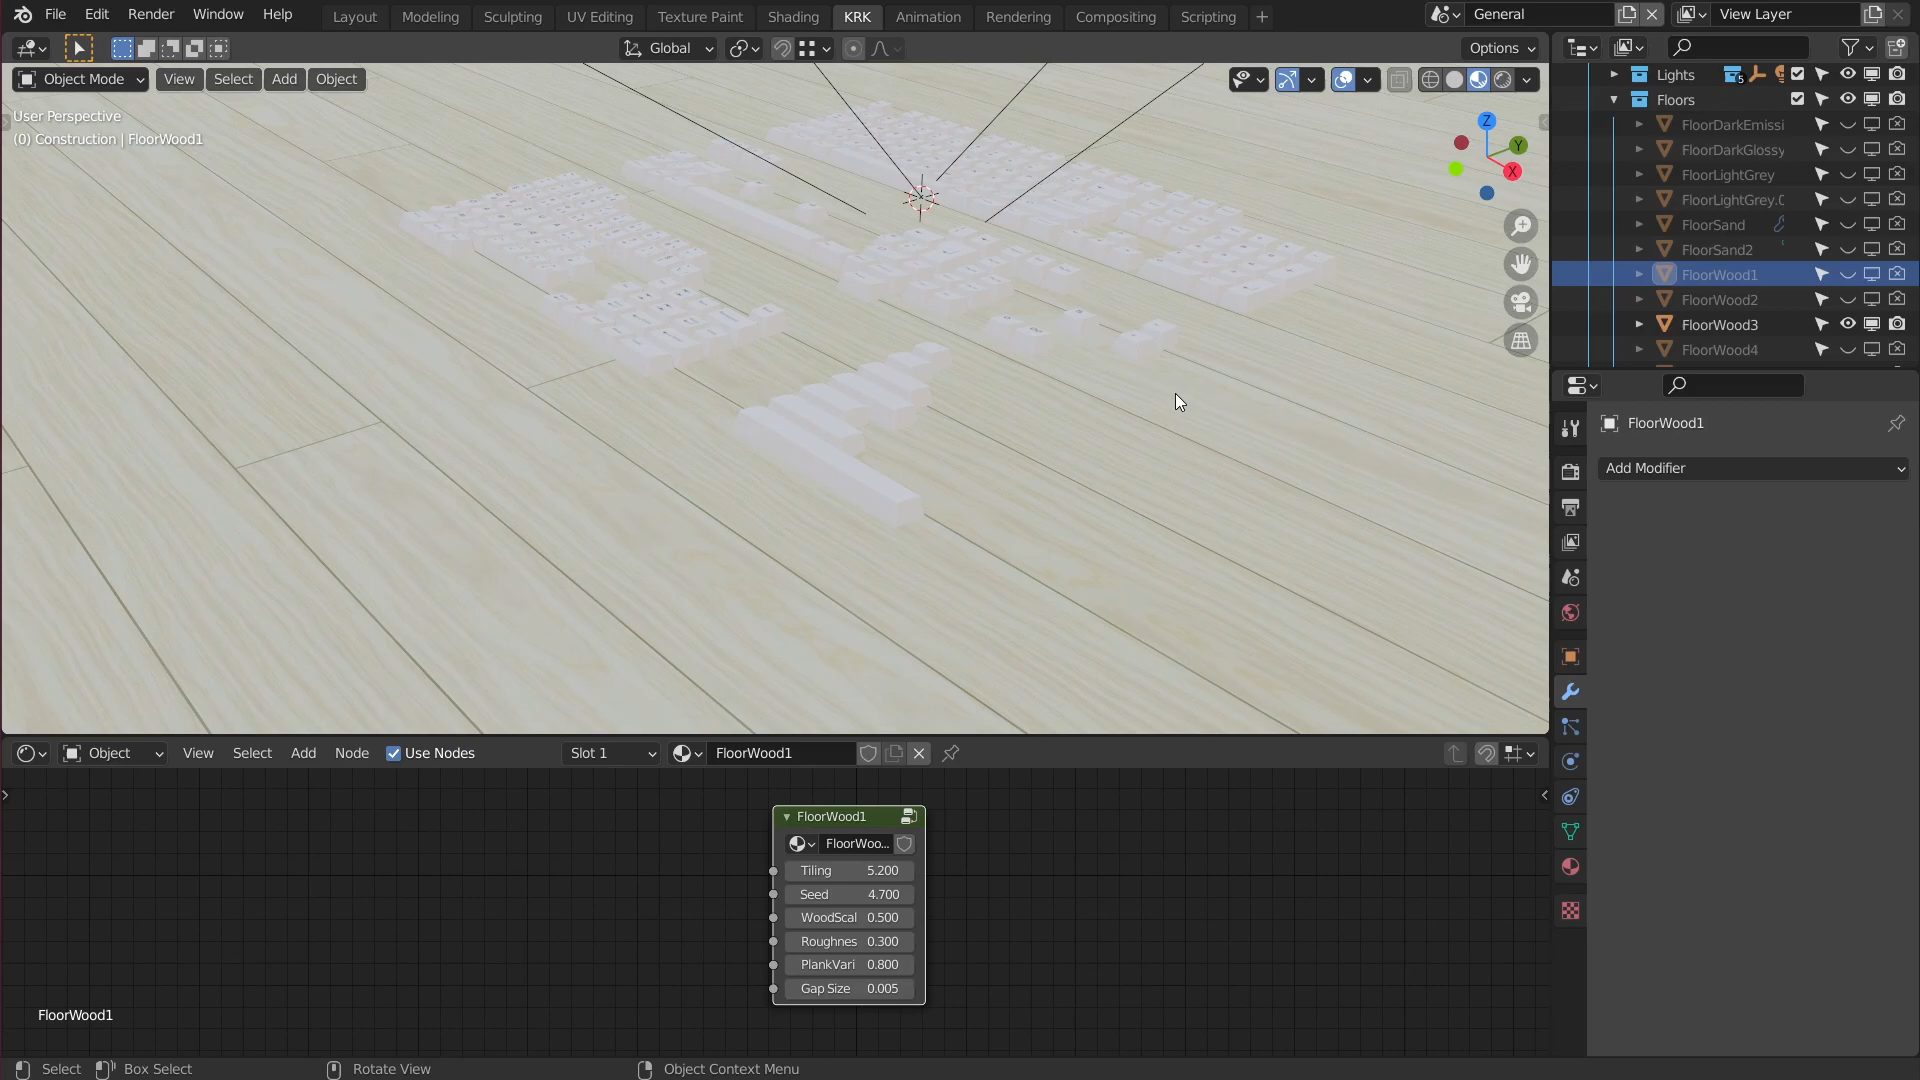 File Edit Render Window Help Layout Modeling Sculpting UV Editing Texture Paint Shading KRK Animation Rendering Compositing Scripting General View Layer
Global Options
Object Mode View Select Add Object
User Perspective
(0) Construction | FloorWood1
Z
Y
X
Lights 5
Floors
FloorDarkEmissi
FloorDarkGlossy
FloorLightGrey
FloorLightGrey.0
FloorSand
FloorSand2
FloorWood1
FloorWood2
FloorWood3
FloorWood4
FloorWood1
Add Modifier
Object View Select Add Node Use Nodes Slot 1 FloorWood1
FloorWood1
FloorWoo...
Tiling 5.200
Seed 4.700
WoodScal 0.500
Roughnes 0.300
PlankVari 0.800
Gap Size 0.005
FloorWood1
Select Box Select Rotate View Object Context Menu